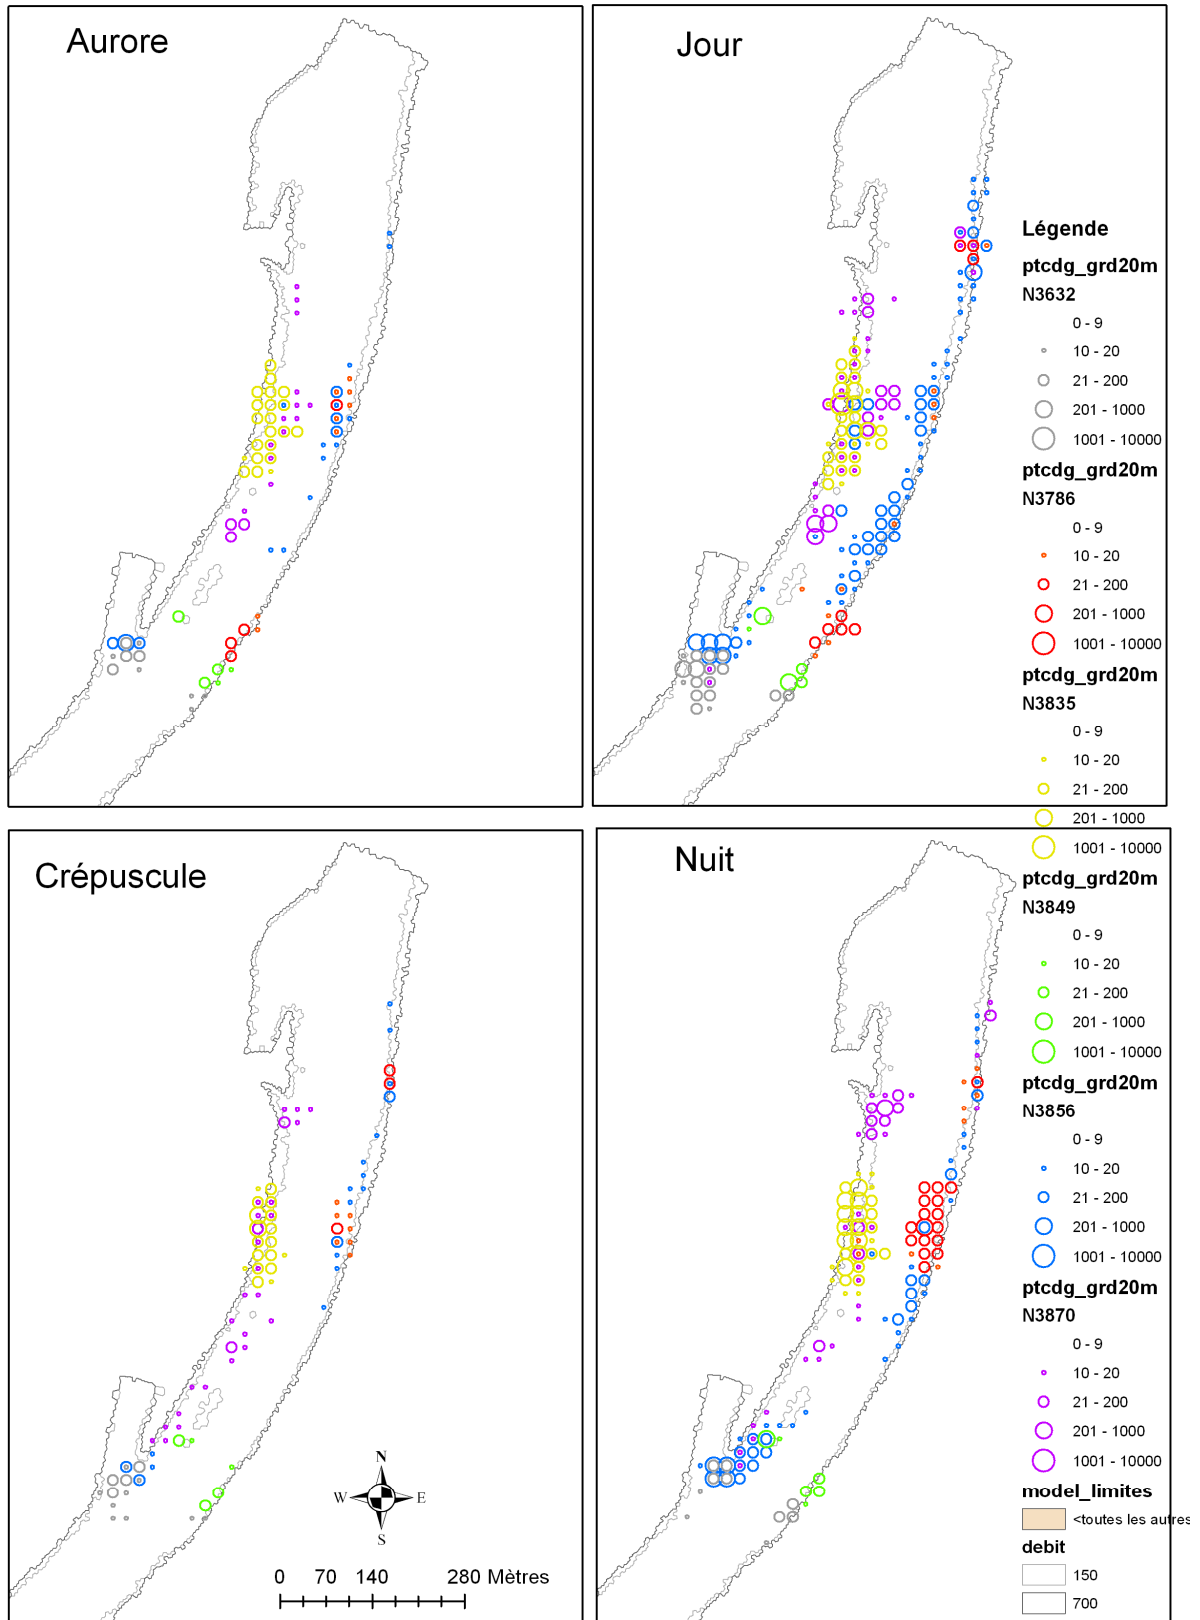 Aurore
Jour
Légende
ptcdg_grd20m
N3632
0 - 9
10 - 20
21 - 200
201 - 1000
1001 - 10000
ptcdg_grd20m
N3786
0 - 9
10 - 20
21 - 200
201 - 1000
1001 - 10000
ptcdg_grd20m
N3835
0 - 9
10 - 20
21 - 200
201 - 1000
1001 - 10000
Crépuscule
Nuit
ptcdg_grd20m
N3849
0 - 9
10 - 20
21 - 200
201 - 1000
1001 - 10000
ptcdg_grd20m
N3856
0 - 9
10 - 20
21 - 200
201 - 1000
1001 - 10000
ptcdg_grd20m
N3870
0 - 9
10 - 20
21 - 200
201 - 1000
1001 - 10000
model_limites
<toutes les autres
debit
150
700
N
W E
S
0 70 140 280 Mètres